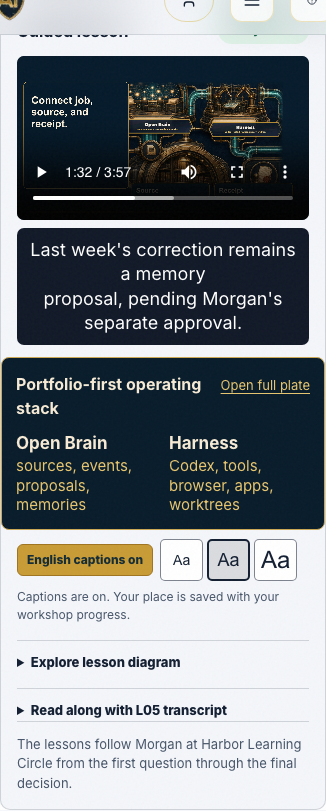 Guided lesson
Connect job,
source, and
receipt.
Open Brain
Harness
Source
Receipt
1:32 / 3:57
Last week's correction remains
a memory
proposal, pending Morgan's
separate approval.
Portfolio-first operating
stack
Open full plate
Open Brain
sources, events,
proposals,
memories
Harness
Codex, tools,
browser, apps,
worktrees
English captions on
Aa
Aa
Aa
Captions are on. Your place is saved with your
workshop progress.
Explore lesson diagram
Read along with L05 transcript
The lessons follow Morgan at Harbor Learning
Circle from the first question through the final
decision.